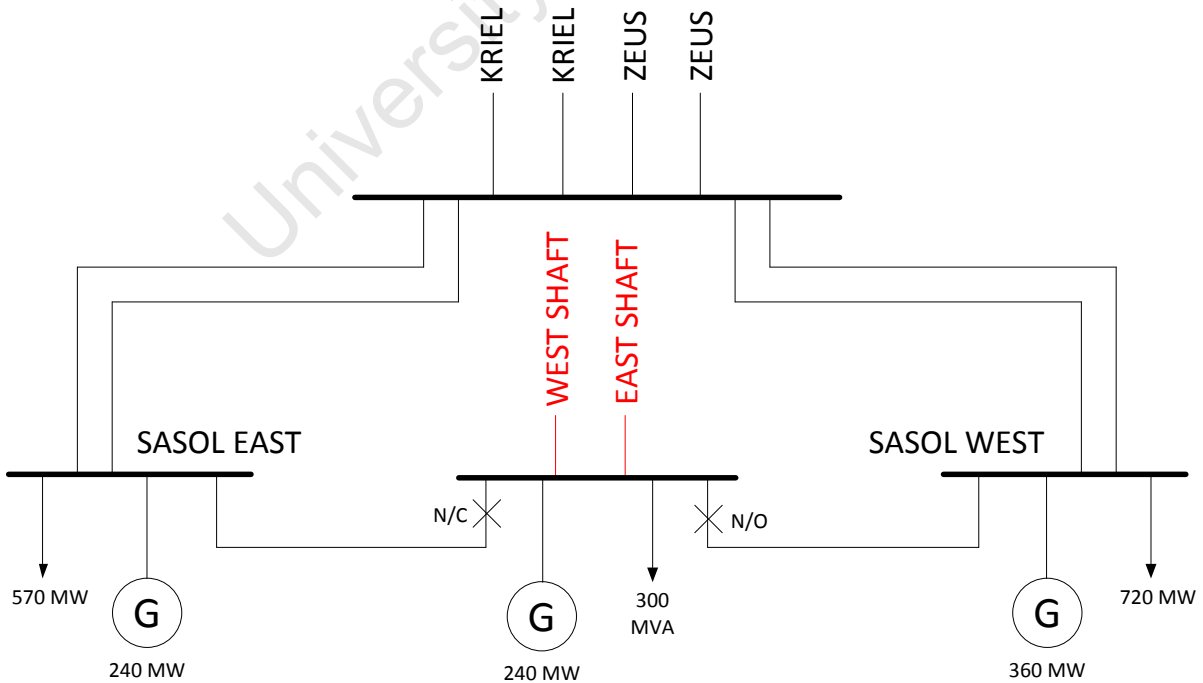 University
KRIEL
KRIEL
ZEUS
ZEUS
WEST SHAFT
EAST SHAFT
SASOL EAST
SASOL WEST
N/C
N/O
570 MW
G
240 MW
G
240 MW
300
MVA
G
360 MW
720 MW